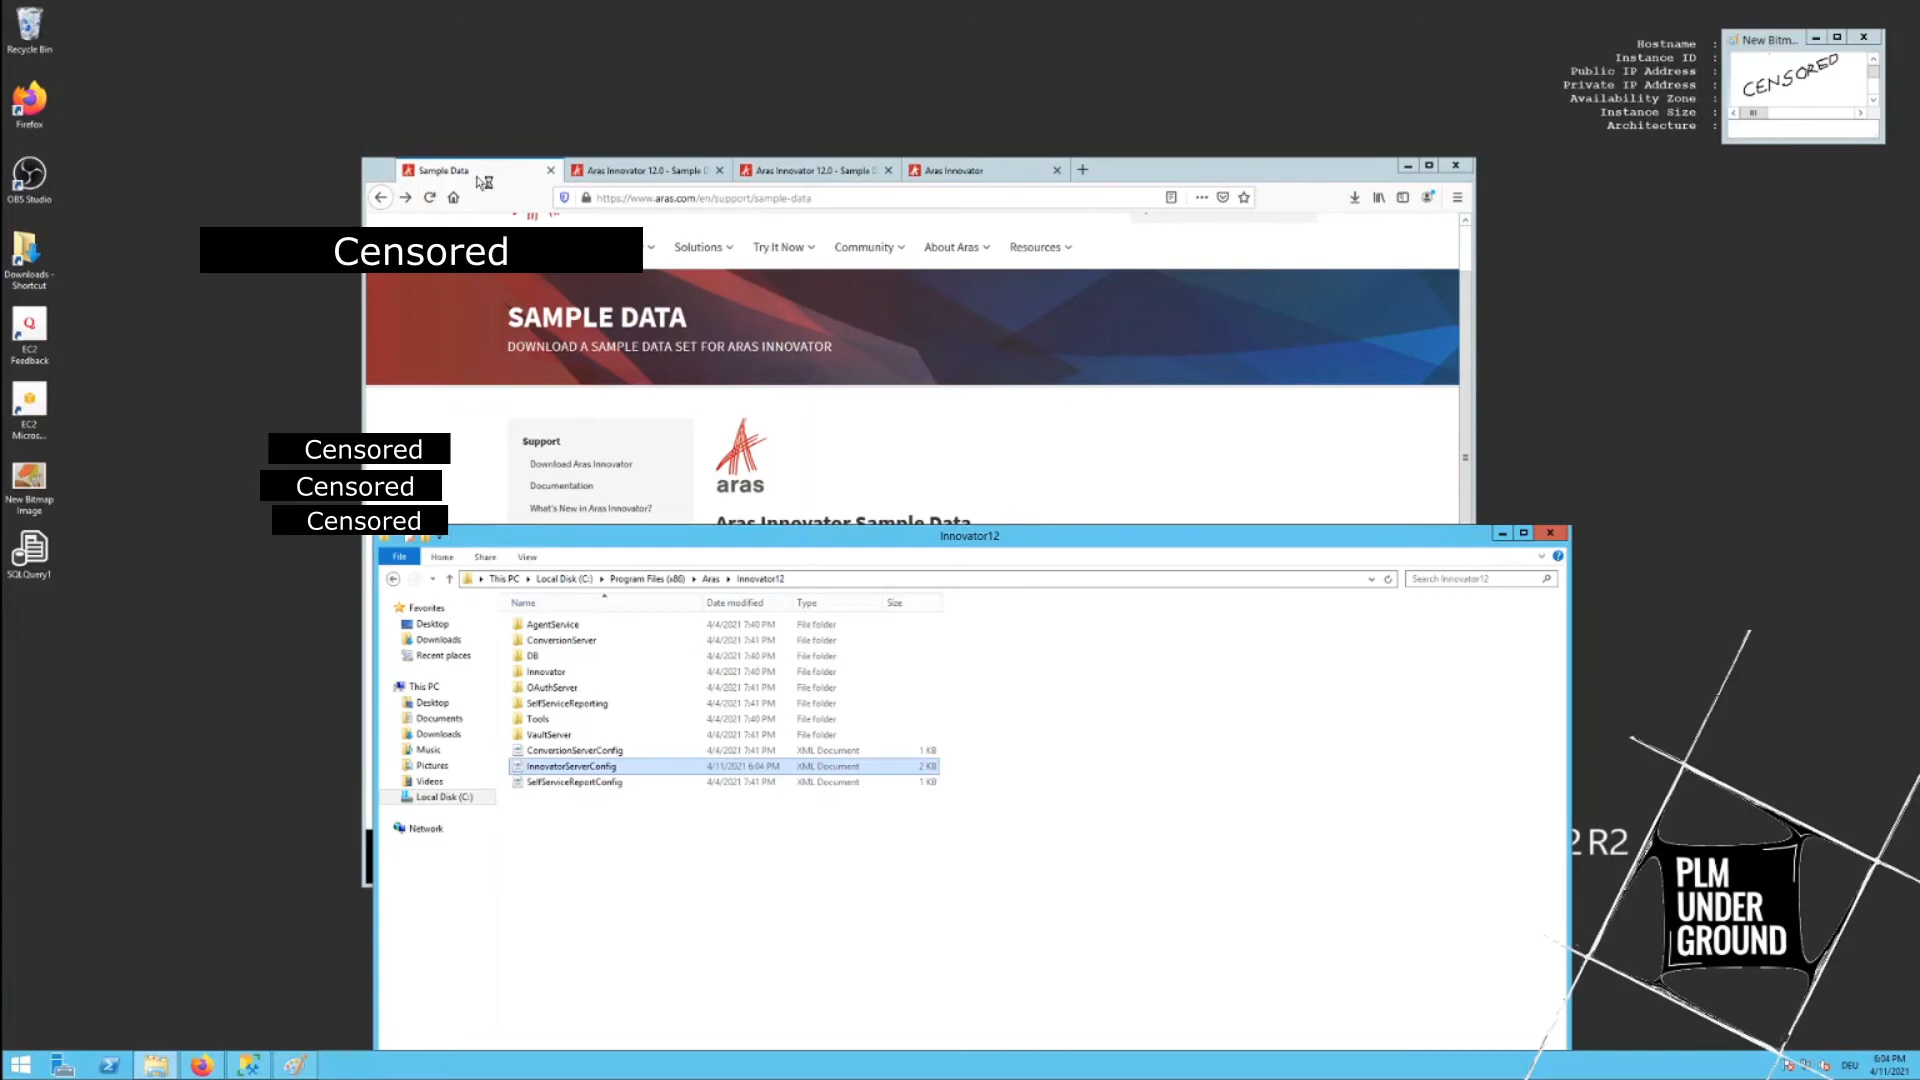 Recycle Bin
Firefox
OBS Studio
Downloads -
Shortcut
EC2
Feedback
EC2
Micros...
New Bitmap
Image
SQLQuery1
Hostname :
Instance ID :
Public IP Address :
Private IP Address :
Availability Zone :
Instance Size :
Architecture :
New Bitm...
CENSORED
Sample Data
Aras Innovator 12.0 - Sample D
Aras Innovator 12.0 - Sample D
Aras Innovator
https://www.aras.com/en/support/sample-data
Censored
Solutions
Try It Now
Community
About Aras
Resources
SAMPLE DATA
DOWNLOAD A SAMPLE DATA SET FOR ARAS INNOVATOR
Support
Download Aras Innovator
Documentation
What's New in Aras Innovator?
aras
Aras Innovator Sample Data
Censored
Censored
Censored
Innovator12
File Home Share View
This PC Local Disk (C:) Program Files (x86) Aras Innovator12
Search Innovator12
Favorites
Desktop
Downloads
Recent places
This PC
Desktop
Documents
Downloads
Music
Pictures
Videos
Local Disk (C:)
Network
Name Date modified Type Size
AgentService 4/4/2021 7:40 PM File folder
ConversionServer 4/4/2021 7:41 PM File folder
DB 4/4/2021 7:40 PM File folder
Innovator 4/4/2021 7:40 PM File folder
OAuthServer 4/4/2021 7:41 PM File folder
SelfServiceReporting 4/4/2021 7:41 PM File folder
Tools 4/4/2021 7:40 PM File folder
VaultServer 4/4/2021 7:41 PM File folder
ConversionServerConfig 4/4/2021 7:41 PM XML Document 1 KB
InnovatorServerConfig 4/11/2021 6:04 PM XML Document 2 KB
SelfServiceReportConfig 4/4/2021 7:41 PM XML Document 1 KB
2 R2
PLM
UNDER
GROUND
DEU
6:04 PM
4/11/2021